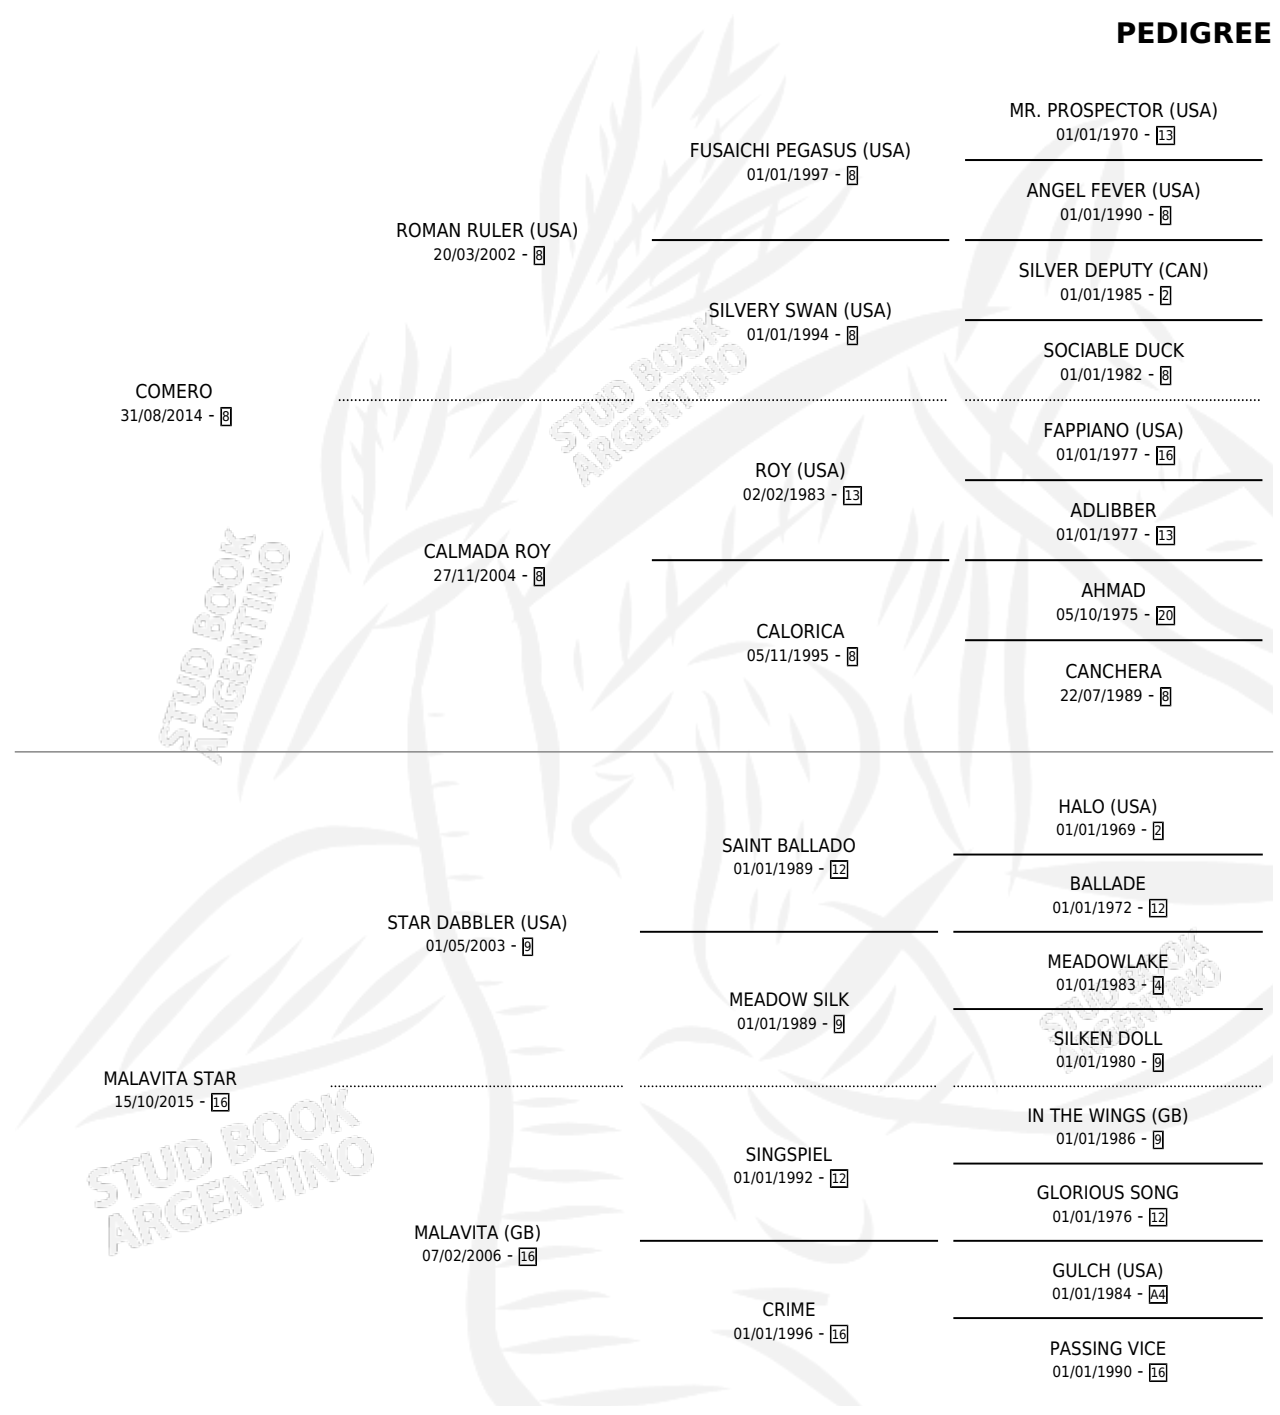 PEDIGREE
MR. PROSPECTOR (USA)
01/01/1970 - 13
FUSAICHI PEGASUS (USA)
01/01/1997 - 8
ANGEL FEVER (USA)
01/01/1990 - 8
ROMAN RULER (USA)
20/03/2002 - 8
SILVER DEPUTY (CAN)
01/01/1985 - 2
SILVERY SWAN (USA)
01/01/1994 - 8
SOCIABLE DUCK
01/01/1982 - 8
COMERO
31/08/2014 - 8
FAPPIANO (USA)
01/01/1977 - 16
ROY (USA)
02/02/1983 - 13
ADLIBBER
01/01/1977 - 13
CALMADA ROY
27/11/2004 - 8
AHMAD
05/10/1975 - 20
CALORICA
05/11/1995 - 8
CANCHERA
22/07/1989 - 8
HALO (USA)
01/01/1969 - 2
SAINT BALLADO
01/01/1989 - 12
BALLADE
01/01/1972 - 12
STAR DABBLER (USA)
01/05/2003 - 9
MEADOWLAKE
01/01/1983 - 4
MEADOW SILK
01/01/1989 - 9
SILKEN DOLL
01/01/1980 - 9
MALAVITA STAR
15/10/2015 - 16
IN THE WINGS (GB)
01/01/1986 - 9
SINGSPIEL
01/01/1992 - 12
GLORIOUS SONG
01/01/1976 - 12
MALAVITA (GB)
07/02/2006 - 16
GULCH (USA)
01/01/1984 - A4
CRIME
01/01/1996 - 16
PASSING VICE
01/01/1990 - 16
STUD BOOK
ARGENTINO
STUD BOOK
ARGENTINO
STUD BOOK
ARGENTINO
STUD BOOK
ARGENTINO